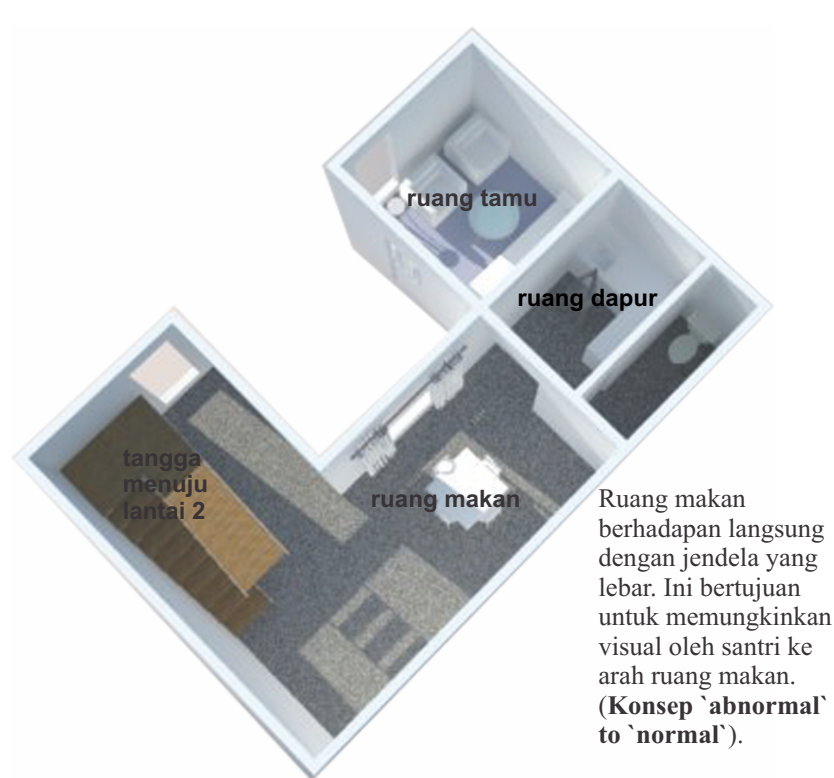 ruang tamu
ruang dapur
tangga
menuju
lantai 2
ruang makan
Ruang makan
berhadapan langsung
dengan jendela yang
lebar. Ini bertujuan
untuk memungkinkan
visual oleh santri ke
arah ruang makan.
(Konsep `abnormal`
to `normal`).